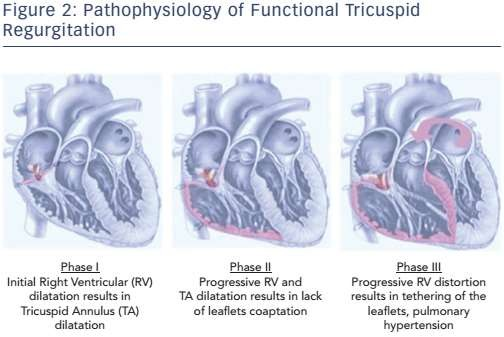 Figure 2: Pathophysiology of Functional Tricuspid
Regurgitation
Phase I
Initial Right Ventricular (RV)
dilatation results in
Tricuspid Annulus (TA)
dilatation
Phase II
Progressive RV and
TA dilatation results in lack
of leaflets coaptation
Phase III
Progressive RV distortion
results in tethering of the
leaflets, pulmonary
hypertension